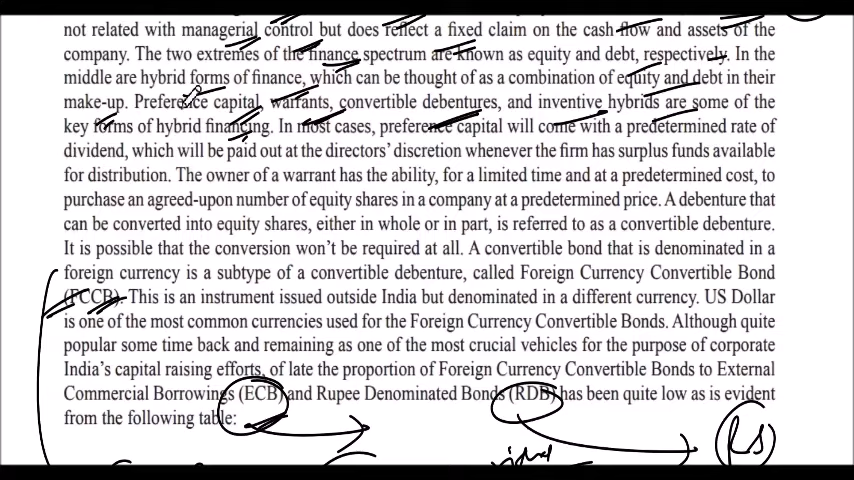 not related with managerial control but does reflect a fixed claim on the cash flow and assets of the
company. The two extremes of the finance spectrum are known as equity and debt, respectively. In the
middle are hybrid forms of finance, which can be thought of as a combination of equity and debt in their
make-up. Preference capital, warrants, convertible debentures, and inventive hybrids are some of the
key forms of hybrid financing. In most cases, preference capital will come with a predetermined rate of
dividend, which will be paid out at the directors' discretion whenever the firm has surplus funds available
for distribution. The owner of a warrant has the ability, for a limited time and at a predetermined cost, to
purchase an agreed-upon number of equity shares in a company at a predetermined price. A debenture that
can be converted into equity shares, either in whole or in part, is referred to as a convertible debenture.
It is possible that the conversion won't be required at all. A convertible bond that is denominated in a
foreign currency is a subtype of a convertible debenture, called Foreign Currency Convertible Bond
(FCCB). This is an instrument issued outside India but denominated in a different currency. US Dollar
is one of the most common currencies used for the Foreign Currency Convertible Bonds. Although quite
popular some time back and remaining as one of the most crucial vehicles for the purpose of corporate
India's capital raising efforts, of late the proportion of Foreign Currency Convertible Bonds to External
Commercial Borrowings (ECB) and Rupee Denominated Bonds (RDB) has been quite low as is evident
from the following table: